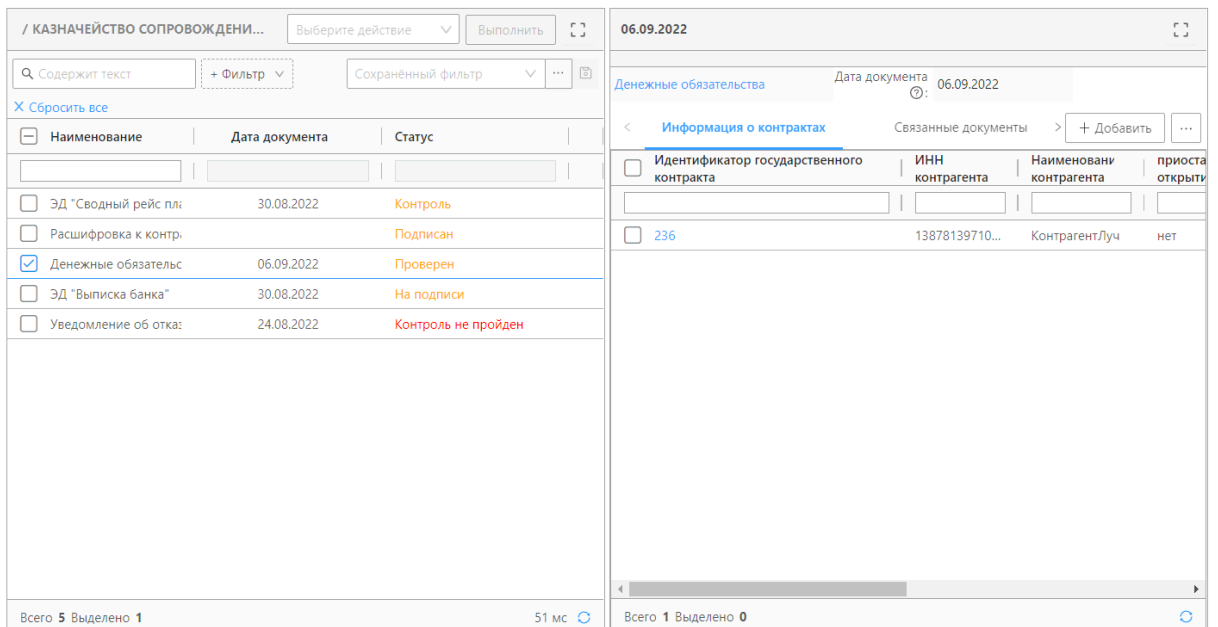 / КАЗНАЧЕЙСТВО СОПРОВОЖДЕНИ... Выберите действие Выполнить
Содержит текст + Фильтр Сохранённый фильтр ...
X Сбросить все
Наименование Дата документа Статус
ЭД "Сводный рейс пла 30.08.2022 Контроль
Расшифровка к контр Подписан
Денежные обязательс 06.09.2022 Проверен
ЭД "Выписка банка" 30.08.2022 На подписи
Уведомление об отказ 24.08.2022 Контроль не пройден
Всего 5 Выделено 1 51 мс
06.09.2022
Денежные обязательства Дата документа ?: 06.09.2022
< Информация о контрактах Связанные документы > + Добавить ...
Идентификатор государственного контракта ИНН контрагента Наименовани контрагента приоста открыти
236 13878139710... КонтрагентЛуч нет
Всего 1 Выделено 0